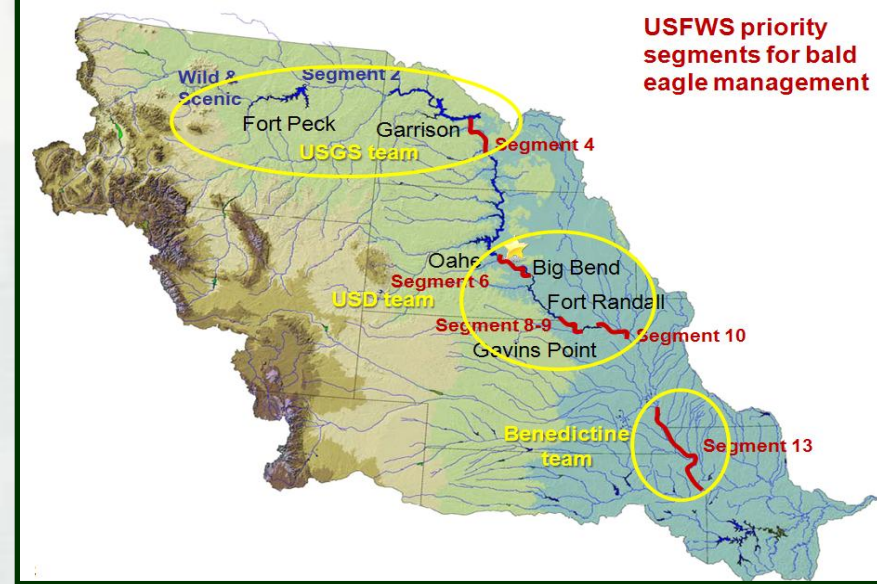 USFWS priority
segments for bald
eagle management
Wild &
Scenic
Segment 2
Fort Peck
Garrison
USGS team
Segment 4
Oahe
Big Bend
Segment 6
USD team
Fort Randall
Segment 8-9
Segment 10
Gavins Point
Benedictine
team
Segment 13